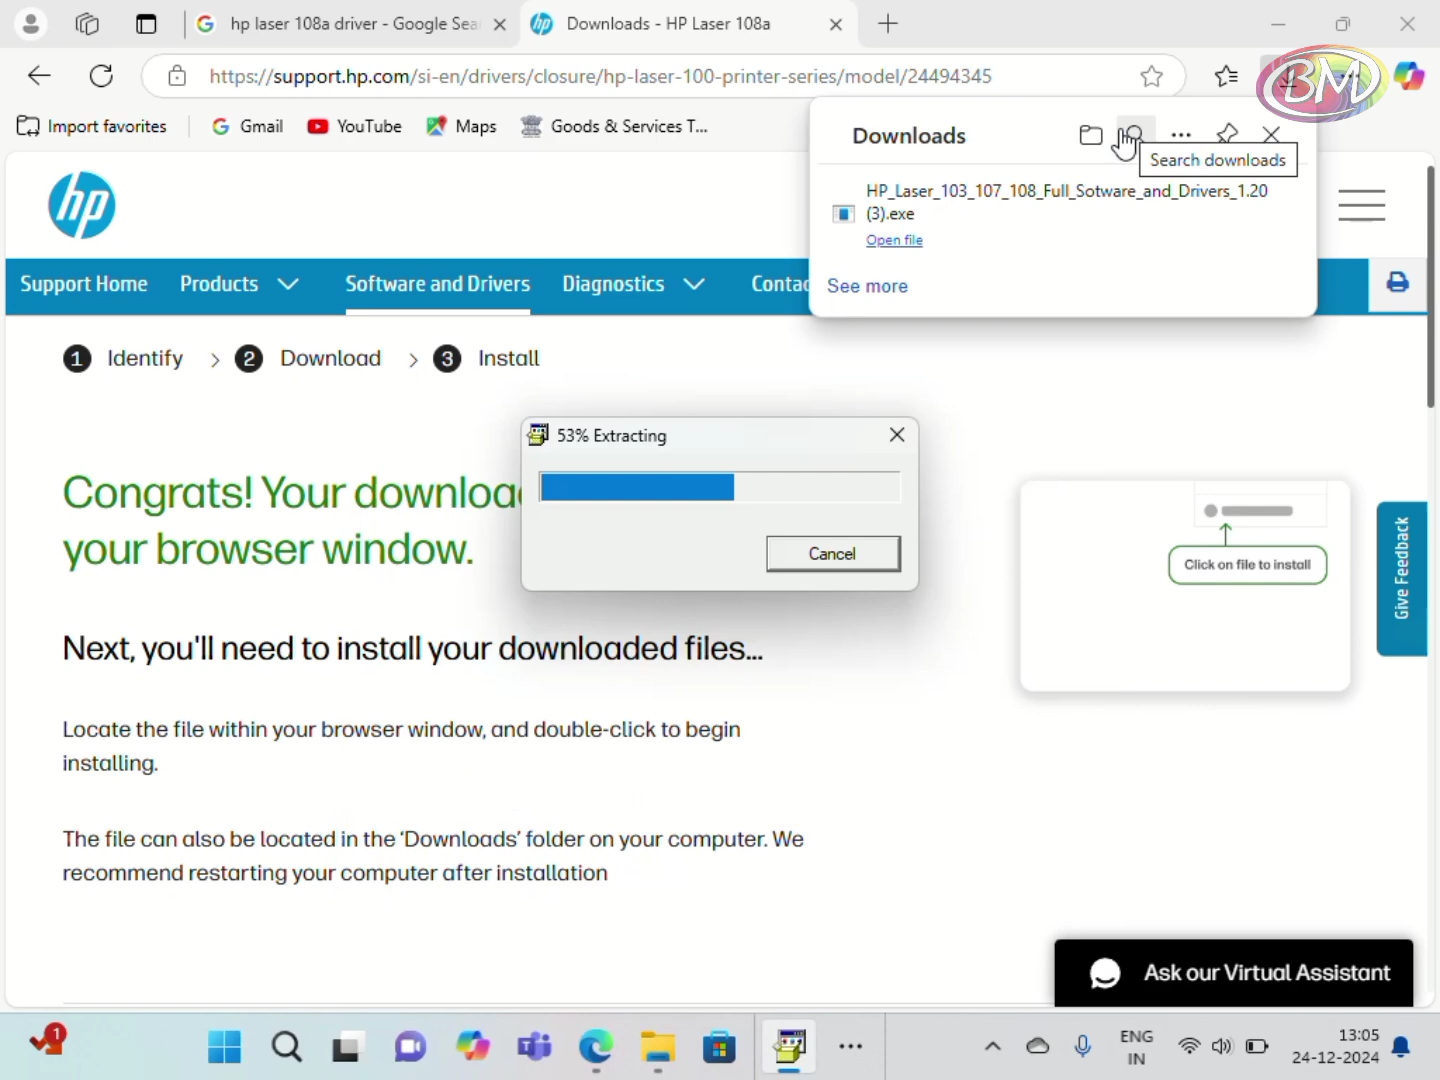 hp laser 108a driver - Google Sea
Downloads - HP Laser 108a
https://support.hp.com/si-en/drivers/closure/hp-laser-100-printer-series/model/24494345
BM
Import favorites
Gmail
YouTube
Maps
Goods & Services T...
Downloads
Search downloads
HP_Laser_103_107_108_Full_Sotware_and_Drivers_1.20
(3).exe
Open file
See more
hp
Support Home
Products
Software and Drivers
Diagnostics
Contac
1 Identify > 2 Download > 3 Install
53% Extracting
Cancel
Congrats! Your download
your browser window.
Click on file to install
Give Feedback
Next, you'll need to install your downloaded files...
Locate the file within your browser window, and double-click to begin
installing.
The file can also be located in the 'Downloads' folder on your computer. We
recommend restarting your computer after installation
Ask our Virtual Assistant
1
ENG
IN
13:05
24-12-2024